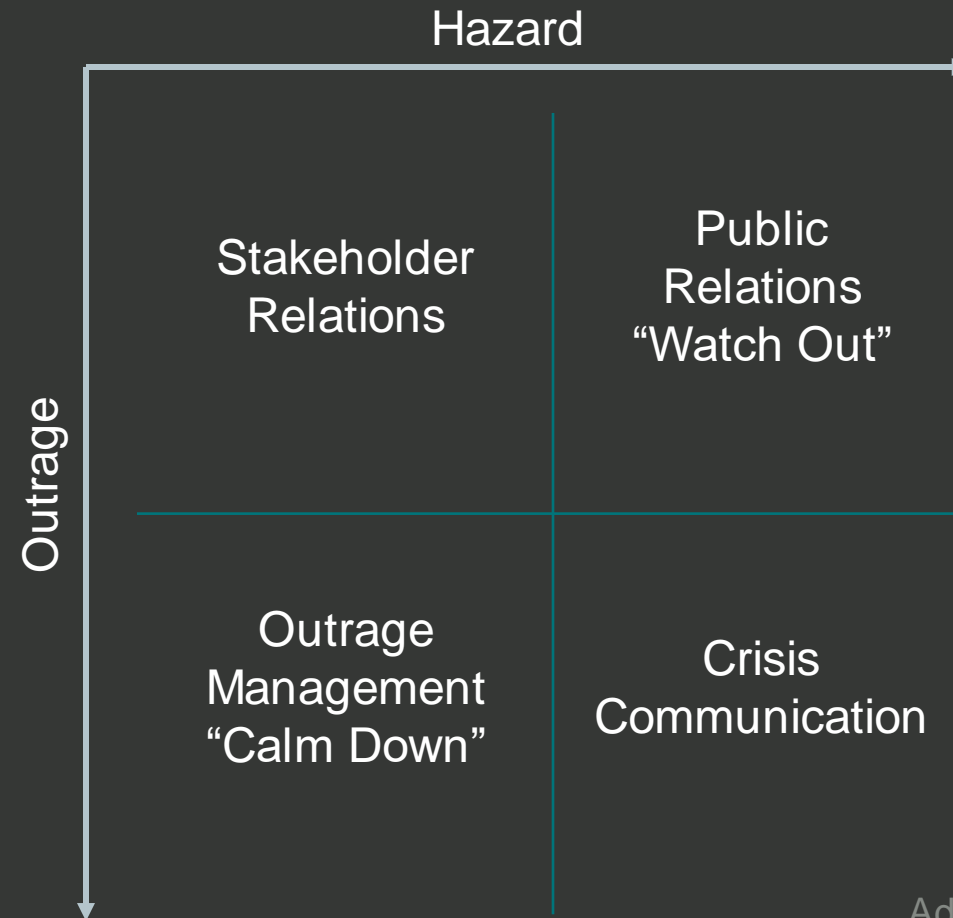 Hazard
Stakeholder
Relations
Public
Relations
“Watch Out”
Outrage
Outrage
Management
“Calm Down”
Crisis
Communication